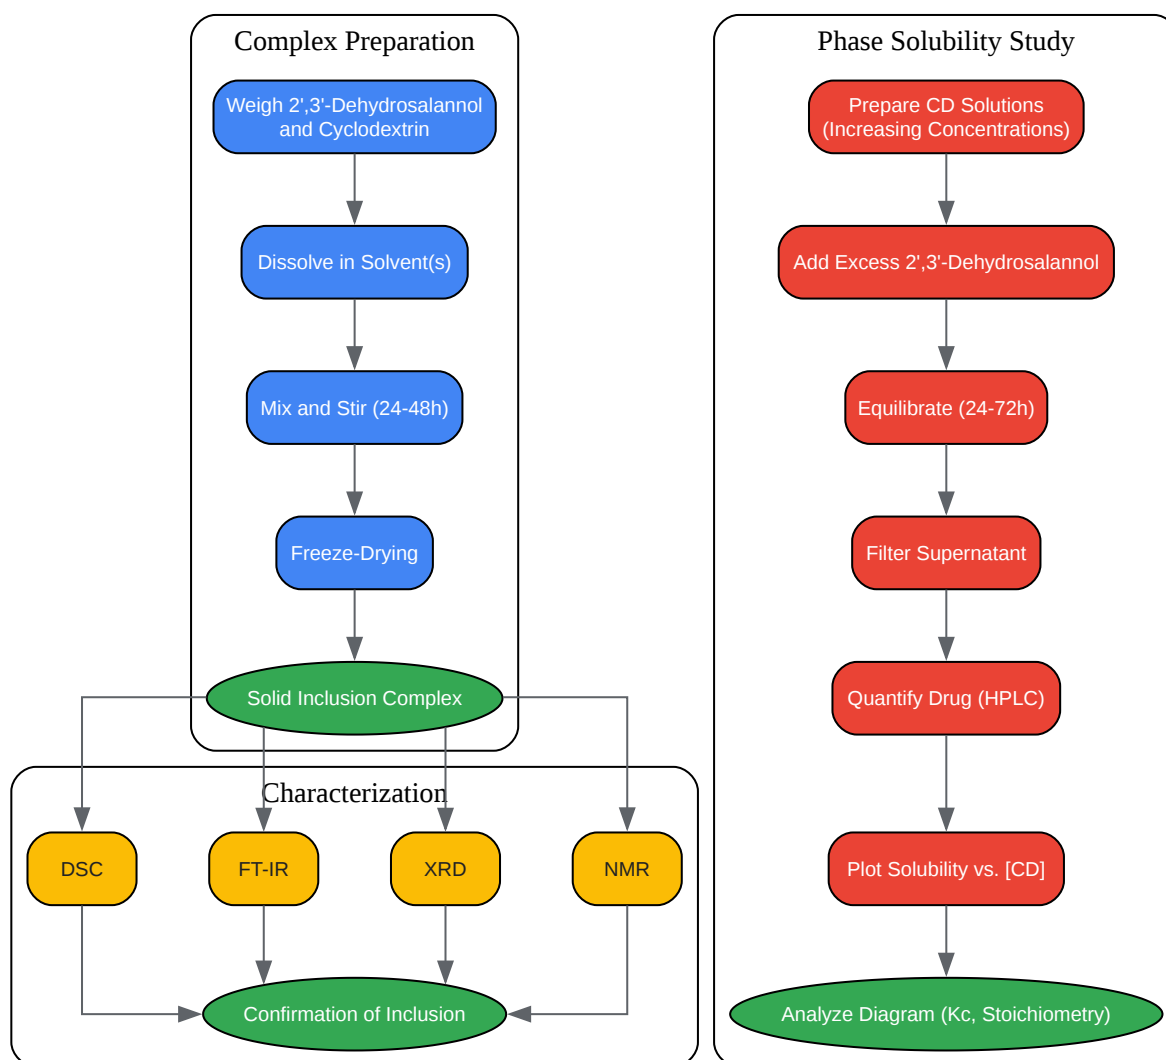 Complex Preparation
Weigh 2',3'-Dehydrosalannol
and Cyclodextrin
Dissolve in Solvent(s)
Mix and Stir (24-48h)
Freeze-Drying
Solid Inclusion Complex
Characterization
DSC
FT-IR
XRD
NMR
Confirmation of Inclusion
Phase Solubility Study
Prepare CD Solutions
(Increasing Concentrations)
Add Excess 2',3'-Dehydrosalannol
Equilibrate (24-72h)
Filter Supernatant
Quantify Drug (HPLC)
Plot Solubility vs. [CD]
Analyze Diagram (Kc, Stoichiometry)